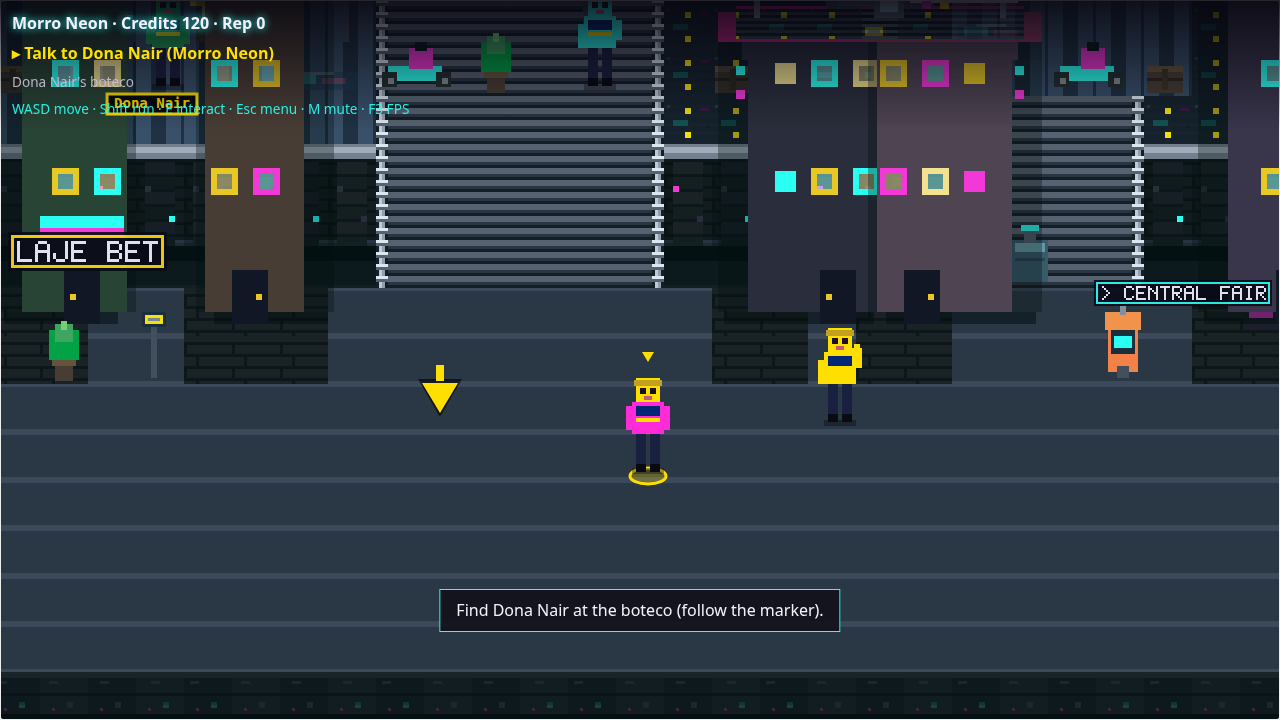 Morro Neon · Credits 120 · Rep 0
▸ Talk to Dona Nair (Morro Neon)
Dona Nair's boteco
Dona Nair
WASD move · Shift run · E interact · Esc menu · M mute · F3 FPS
LAJE BET
> CENTRAL FAIR
Find Dona Nair at the boteco (follow the marker).